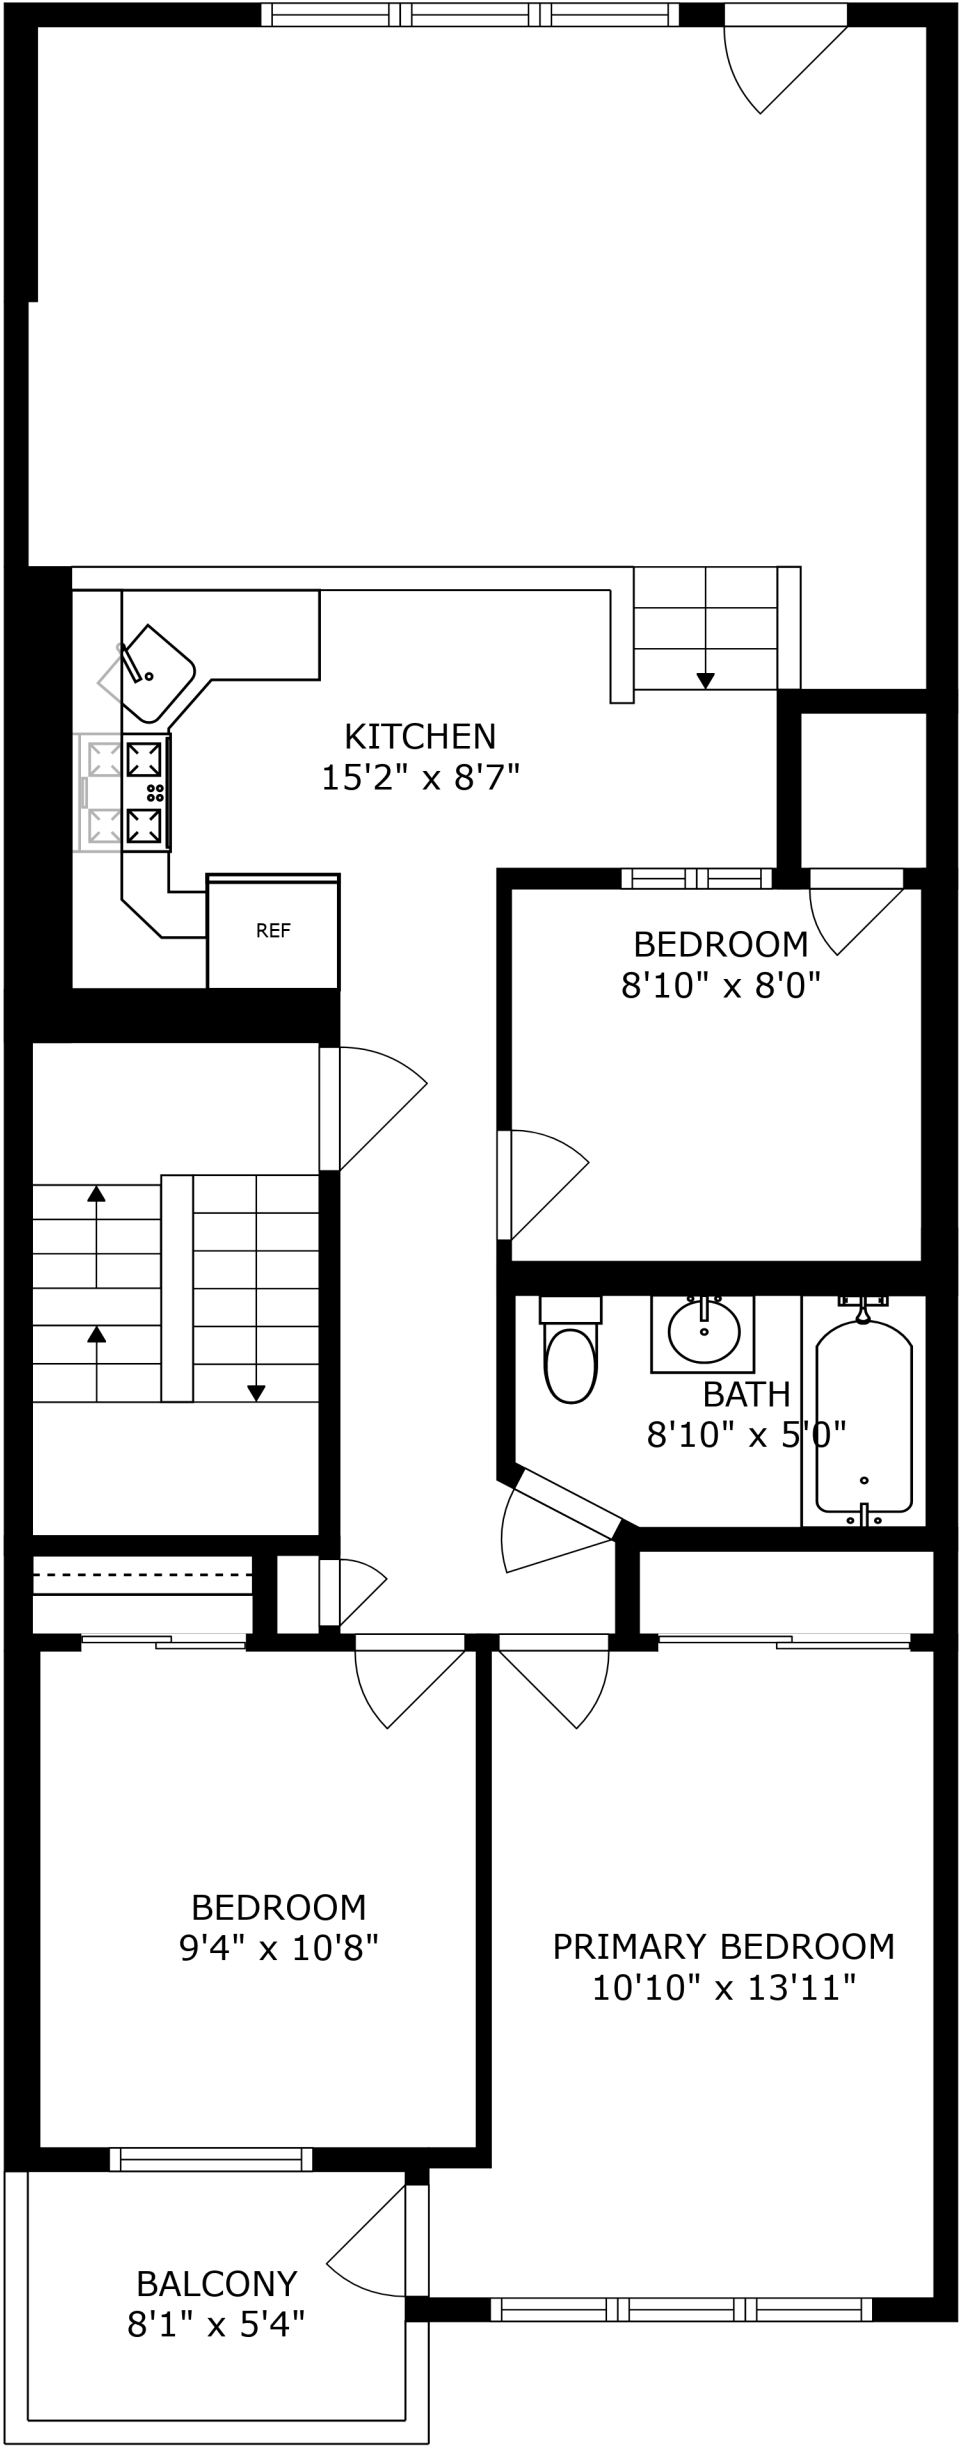 KITCHEN
15'2" x 8'7"
REF
BEDROOM
8'10" x 8'0"
BATH
8'10" x 5'0"
BEDROOM
9'4" x 10'8"
PRIMARY BEDROOM
10'10" x 13'11"
BALCONY
8'1" x 5'4"